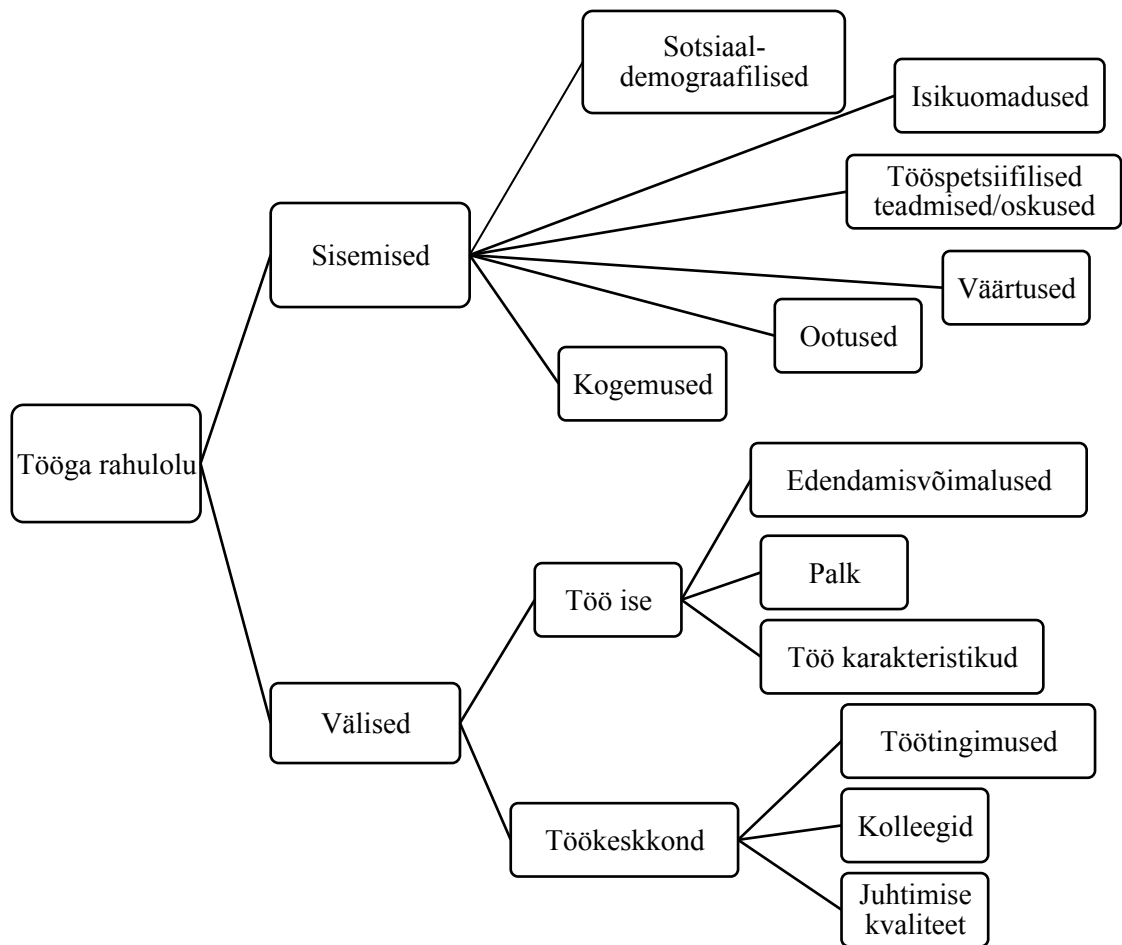 Sotsiaal-
demograafilised
Isikuomadused
Tööspetsiifilised
teadmised/oskused
Sisemised
Väärtused
Ootused
Kogemused
Tööga rahulolu
Edendamisvõimalused
Palk
Töö ise
Töö karakteristikud
Välised
Töötingimused
Kolleegid
Töökeskkond
Juhtimise
kvaliteet